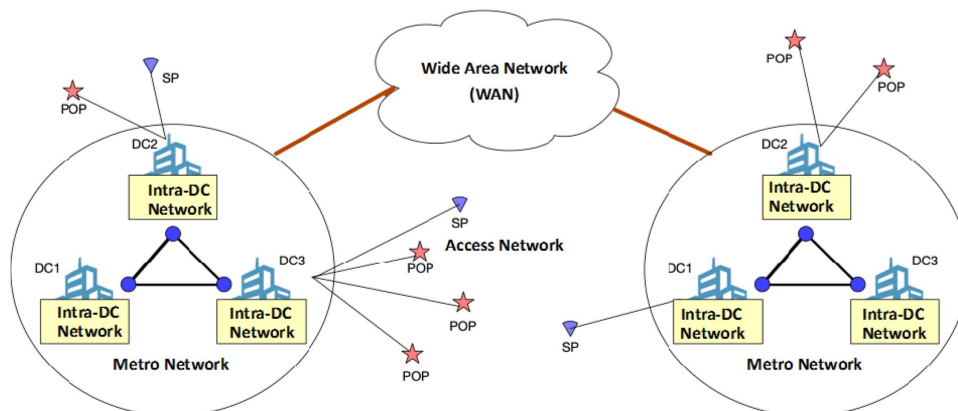 Wide Area Network
(WAN)
SP
POP
DC2
Intra-DC
Network
DC1
Intra-DC
Network
DC3
Intra-DC
Network
Metro Network
SP
Access Network
POP
POP
POP
POP
POP
DC2
Intra-DC
Network
DC1
Intra-DC
Network
DC3
Intra-DC
Network
SP
Metro Network